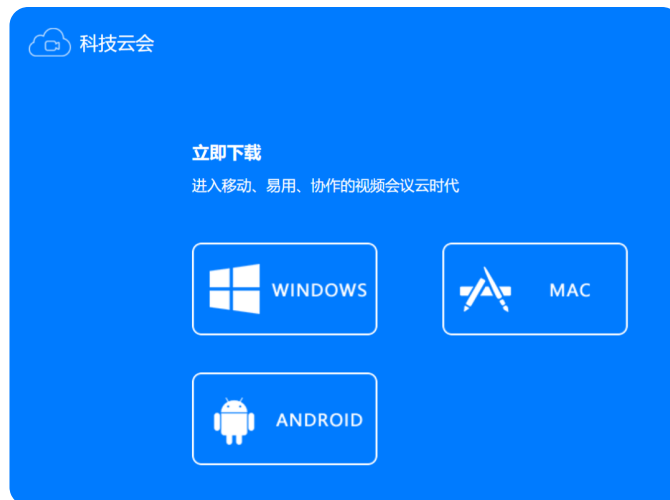 科技云会
立即下载
进入移动、易用、协作的视频会议云时代
WINDOWS
MAC
ANDROID